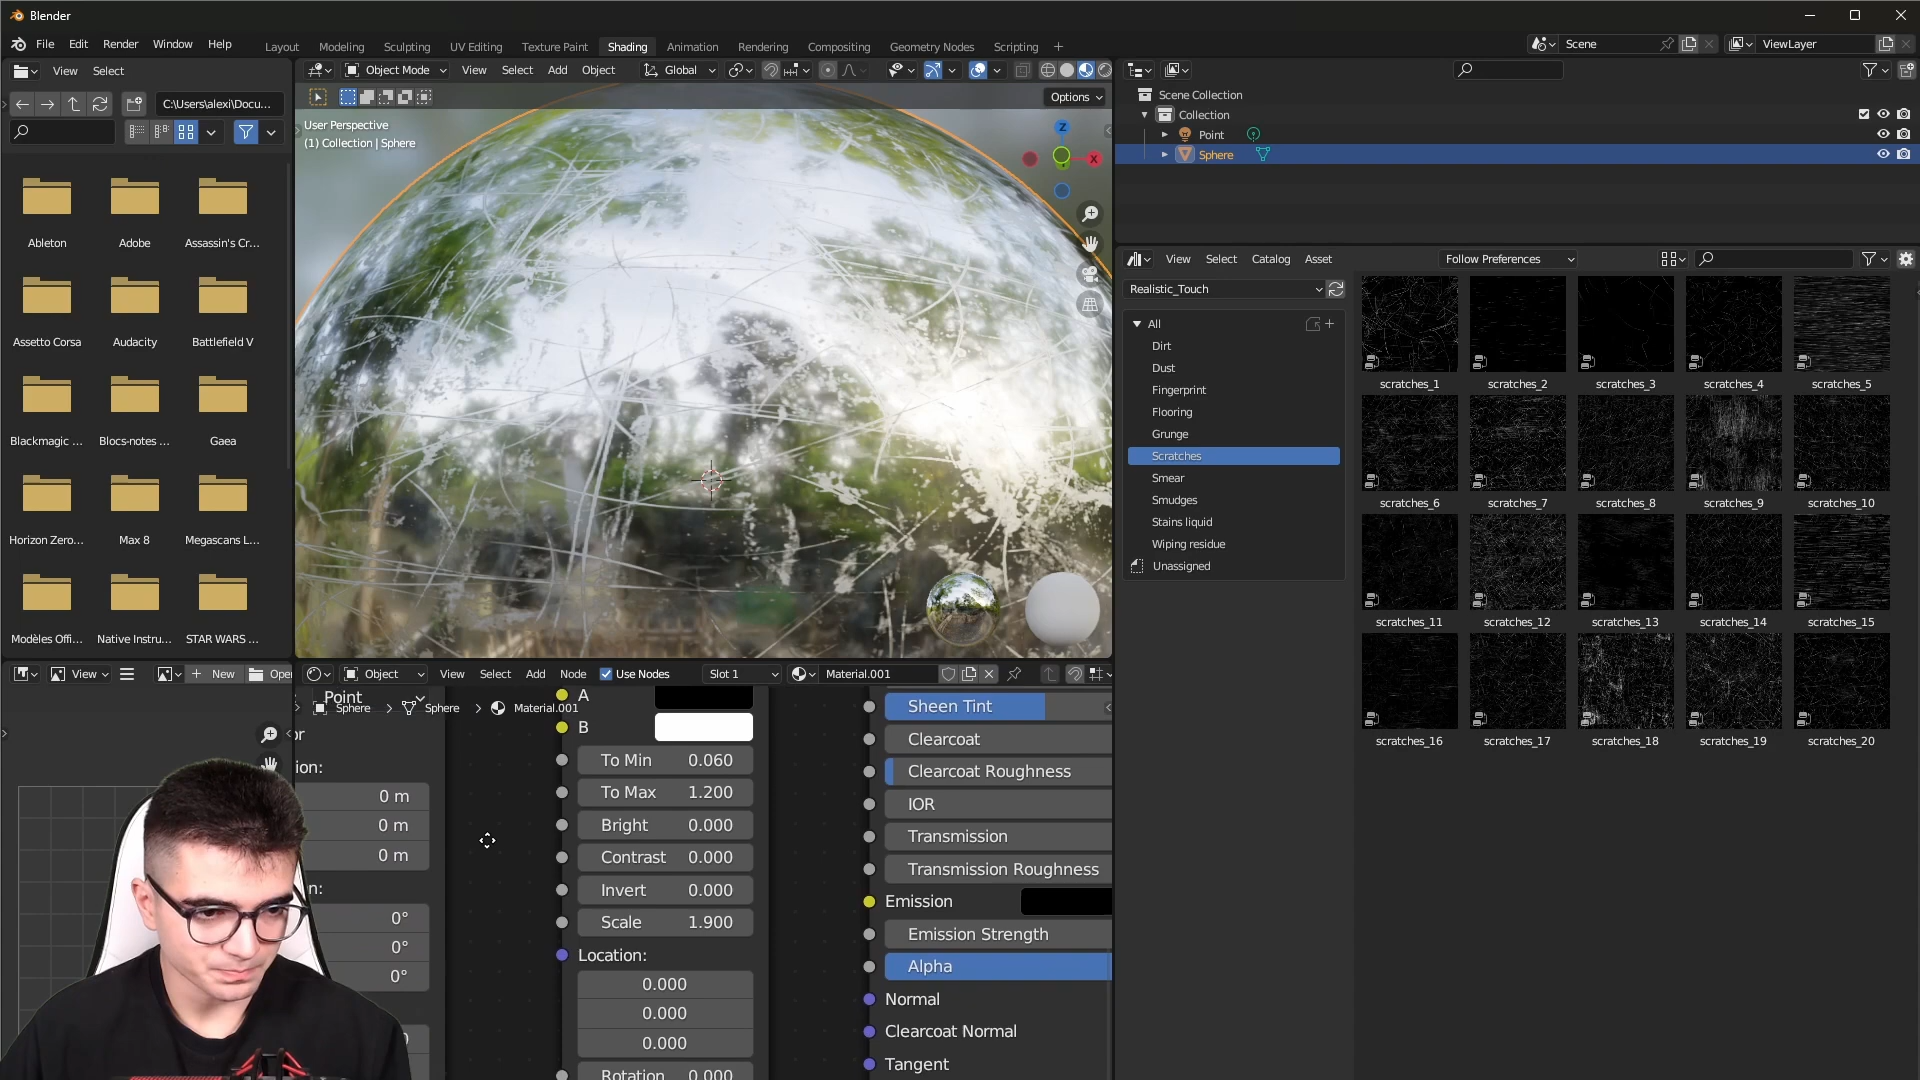 Blender
File Edit Render Window Help
Layout Modeling Sculpting UV Editing Texture Paint Shading Animation Rendering Compositing Geometry Nodes Scripting
Scene ViewLayer
View Select
Object Mode View Select Add Object Global
C:\Users\alexi\Docu...
Options
User Perspective
(1) Collection | Sphere
Z
X
Ableton Adobe Assassin's Cr...
Assetto Corsa Audacity Battlefield V
Blackmagic ... Blocs-notes ... Gaea
Horizon Zero... Max 8 Megascans L...
Modèles Offi... Native Instru... STAR WARS ...
Scene Collection
Collection
Point
Sphere
View Select Catalog Asset Follow Preferences
Realistic_Touch
All
Dirt
Dust
Fingerprint
Flooring
Grunge
Scratches
Smear
Smudges
Stains liquid
Wiping residue
Unassigned
scratches_1 scratches_2 scratches_3 scratches_4 scratches_5
scratches_6 scratches_7 scratches_8 scratches_9 scratches_10
scratches_11 scratches_12 scratches_13 scratches_14 scratches_15
scratches_16 scratches_17 scratches_18 scratches_19 scratches_20
View New Open
Object View Select Add Node Use Nodes Slot 1 Material.001
Point
Sphere Sphere Material.001
or
ion:
0 m
0 m
0 m
n:
0°
0°
0°
A
B
To Min 0.060
To Max 1.200
Bright 0.000
Contrast 0.000
Invert 0.000
Scale 1.900
Location:
0.000
0.000
0.000
Rotation 0.000
Sheen Tint
Clearcoat
Clearcoat Roughness
IOR
Transmission
Transmission Roughness
Emission
Emission Strength
Alpha
Normal
Clearcoat Normal
Tangent